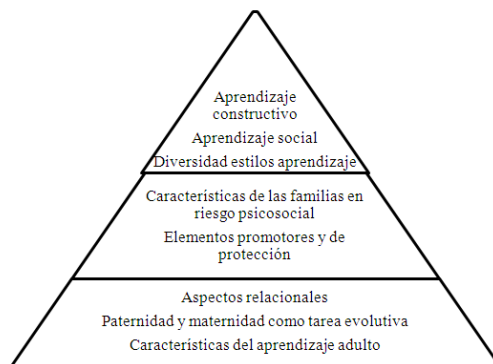 Aprendizaje
constructivo
Aprendizaje social
Diversidad estilos aprendizaje
Características de las familias en
riesgo psicosocial
Elementos promotores y de
protección
Aspectos relacionales
Paternidad y maternidad como tarea evolutiva
Características del aprendizaje adulto